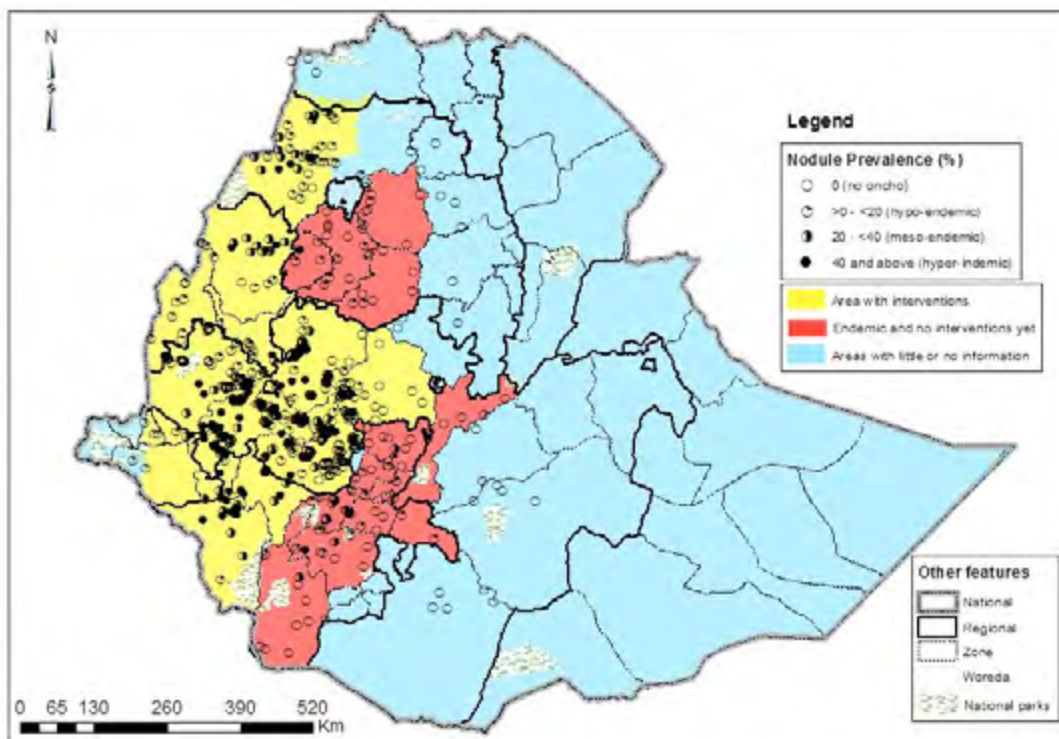 N
Legend
Nodule Prevalence (%)
0 (no oncho)
>0 - <20 (hypo-endemic)
20 - <40 (meso-endemic)
40 and above (hyper-indemic)
Area with interventions
Endemic and no interventions yet
Areas with little or no information
Other features
National
Regional
Zone
Woreda
National parks
0 65 130 260 390 520
Km